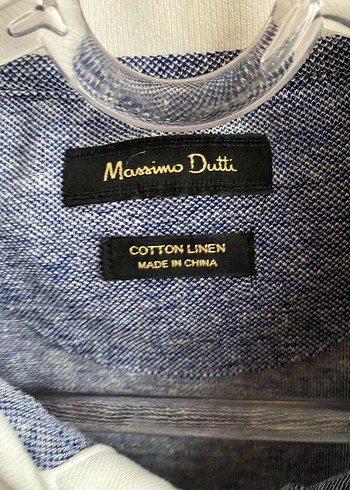 Massimo Dutti
COTTON LINEN
MADE IN CHINA